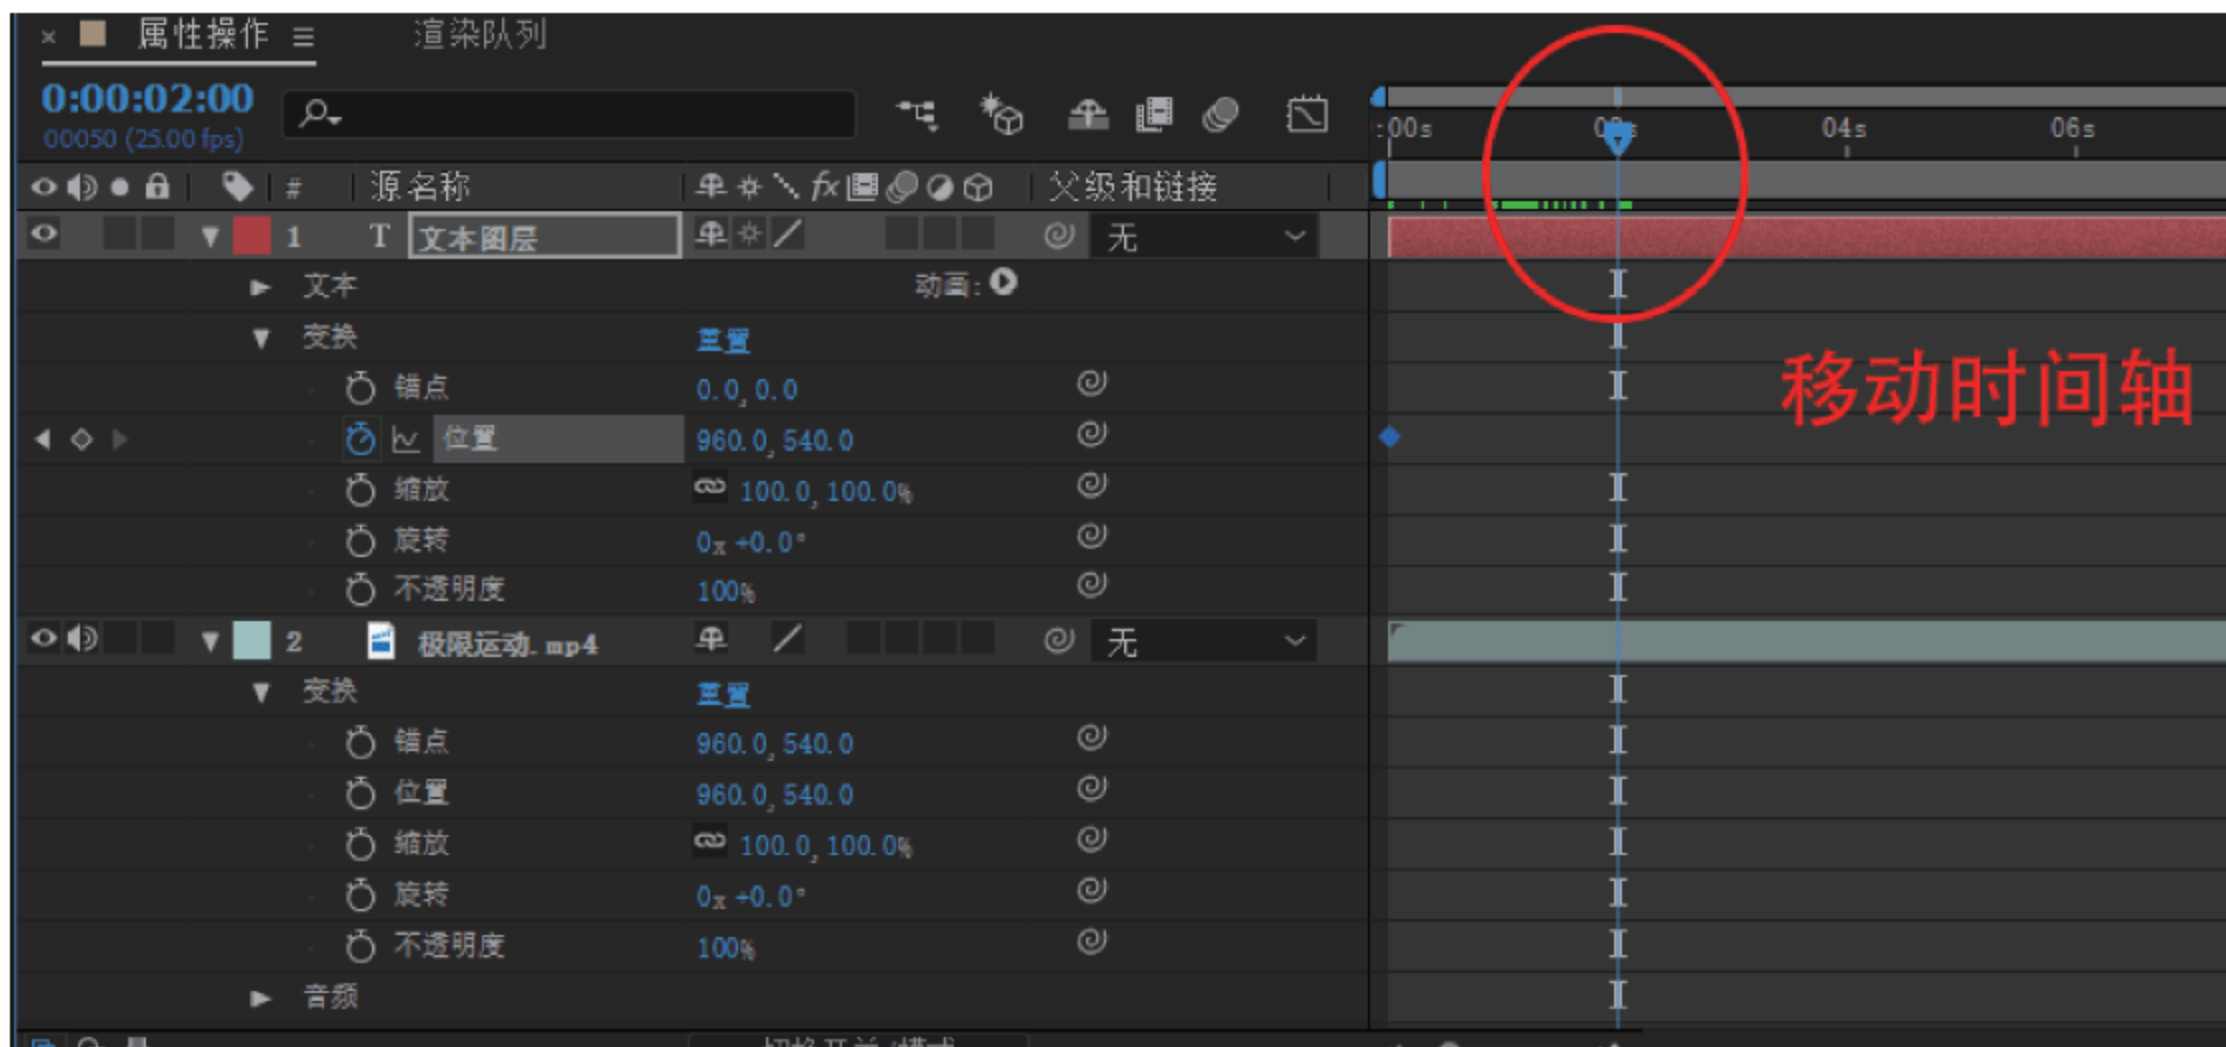 属性操作 渲染队列
0:00:02:00
00050 (25.00 fps)
:00s 04s 06s
# 源名称 fx 父级和链接
1 T 文本图层 无
文本 动画:
变换 重置
锚点 0.0, 0.0
移动时间轴
位置 960.0, 540.0
缩放 100.0, 100.0%
旋转 0x +0.0°
不透明度 100%
2 极限运动.mp4 无
变换 重置
锚点 960.0, 540.0
位置 960.0, 540.0
缩放 100.0, 100.0%
旋转 0x +0.0°
不透明度 100%
音频